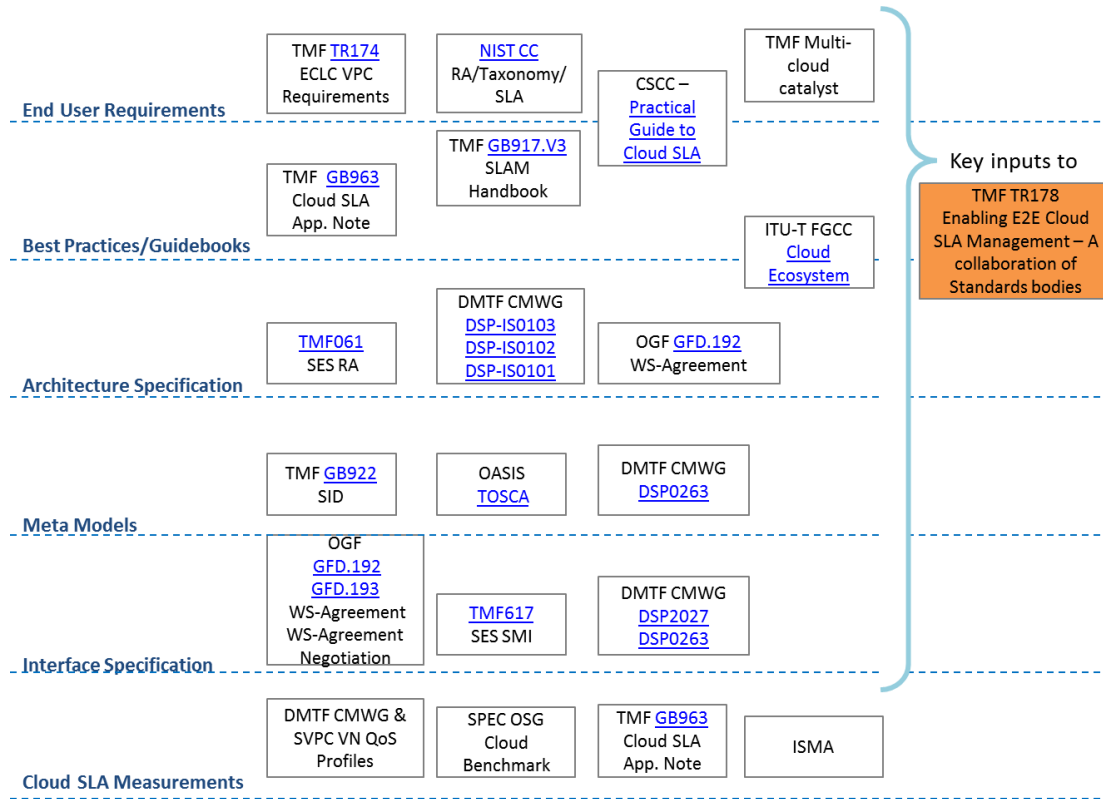 TMF TR174
ECLC VPC
Requirements
NIST CC
RA/Taxonomy/
SLA
CSCC –
Practical
Guide to
Cloud SLA
TMF Multi-
cloud
catalyst
End User Requirements
TMF GB963
Cloud SLA
App. Note
TMF GB917.V3
SLAM
Handbook
Best Practices/Guidebooks
ITU-T FGCC
Cloud
Ecosystem
Key inputs to
TMF TR178
Enabling E2E Cloud
SLA Management – A
collaboration of
Standards bodies
TMF061
SES RA
DMTF CMWG
DSP-IS0103
DSP-IS0102
DSP-IS0101
OGF GFD.192
WS-Agreement
Architecture Specification
TMF GB922
SID
OASIS
TOSCA
DMTF CMWG
DSP0263
Meta Models
OGF
GFD.192
GFD.193
WS-Agreement
WS-Agreement
Negotiation
TMF617
SES SMI
DMTF CMWG
DSP2027
DSP0263
Interface Specification
DMTF CMWG &
SVPC VN QoS
Profiles
SPEC OSG
Cloud
Benchmark
TMF GB963
Cloud SLA
App. Note
ISMA
Cloud SLA Measurements